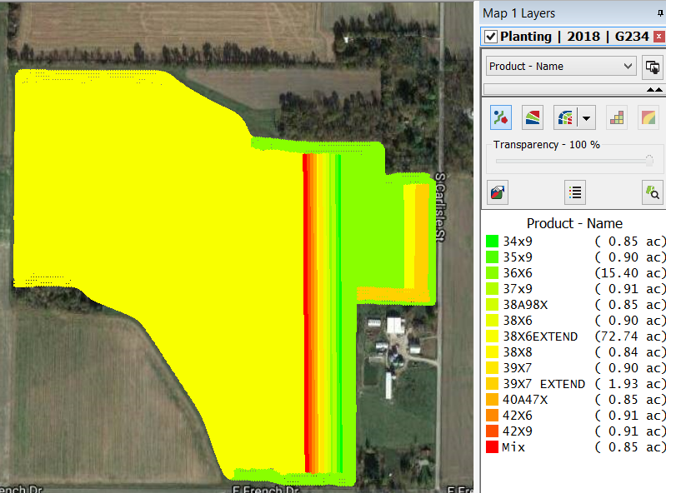 Map 1 Layers
Planting | 2018 | G234
Product - Name
Transparency - 100 %
Product - Name
34x9 ( 0.85 ac)
35x9 ( 0.90 ac)
36X6 (15.40 ac)
37x9 ( 0.91 ac)
38A98X ( 0.85 ac)
38X6 ( 0.90 ac)
38X6EXTEND (72.74 ac)
38X8 ( 0.84 ac)
39X7 ( 0.90 ac)
39X7 EXTEND ( 1.93 ac)
40A47X ( 0.85 ac)
42X6 ( 0.91 ac)
42X9 ( 0.91 ac)
Mix ( 0.85 ac)
S Carlisle St
ench Dr
E French Dr
E Fre